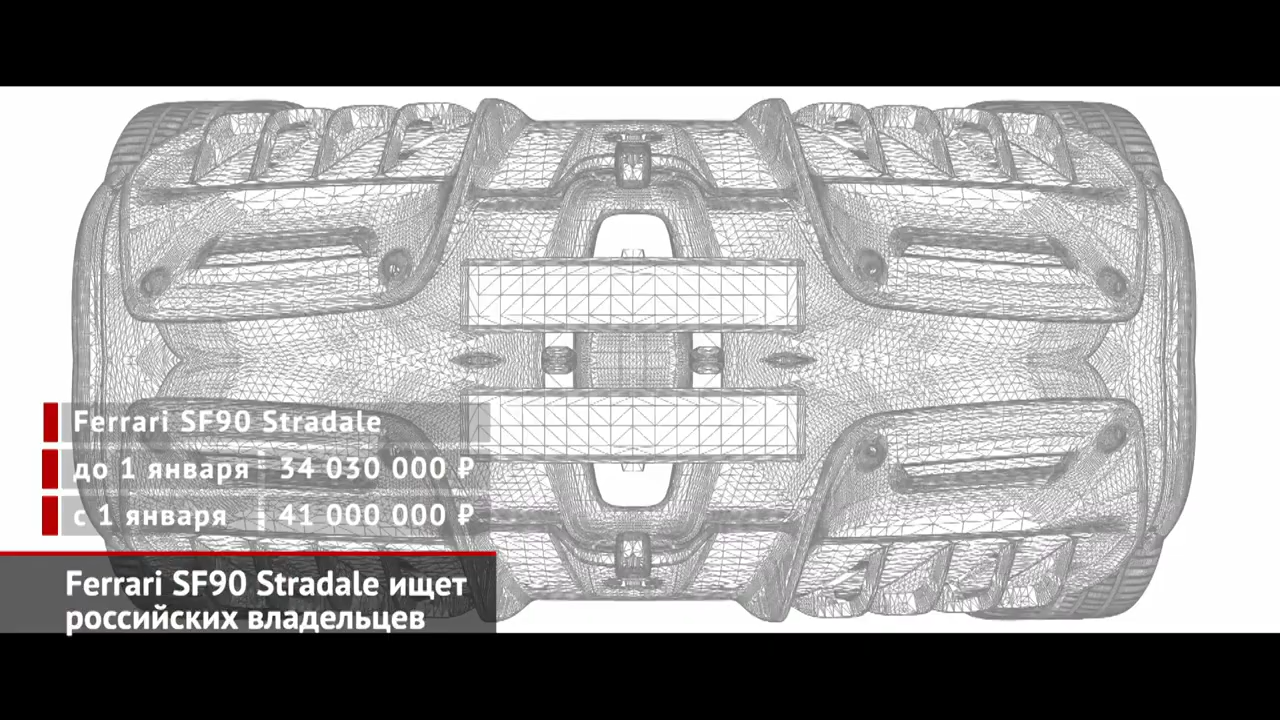 Ferrari SF90 Stradale
до 1 января 34 030 000 ₽
с 1 января 41 000 000 ₽
Ferrari SF90 Stradale ищет
российских владельцев